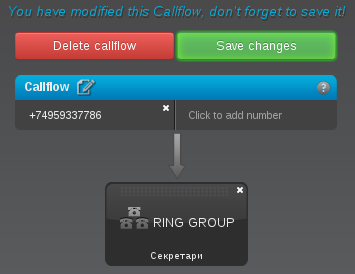 You have modified this Callflow, don't forget to save it!
Delete callflow Save changes
Callflow ?
+74959337786 Click to add number
RING GROUP
Секретари